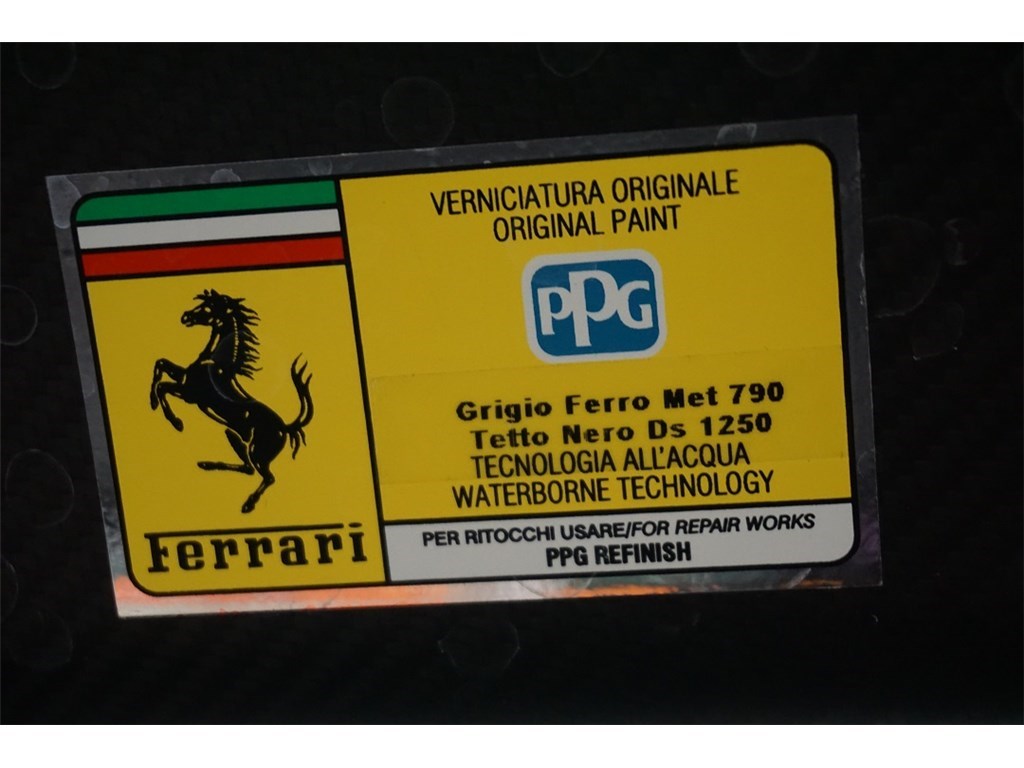 VERNICIATURA ORIGINALE
ORIGINAL PAINT
PPG
Grigio Ferro Met 790
Tetto Nero Ds 1250
TECNOLOGIA ALL'ACQUA
WATERBORNE TECHNOLOGY
PER RITOCCHI USARE/FOR REPAIR WORKS
PPG REFINISH
Ferrari